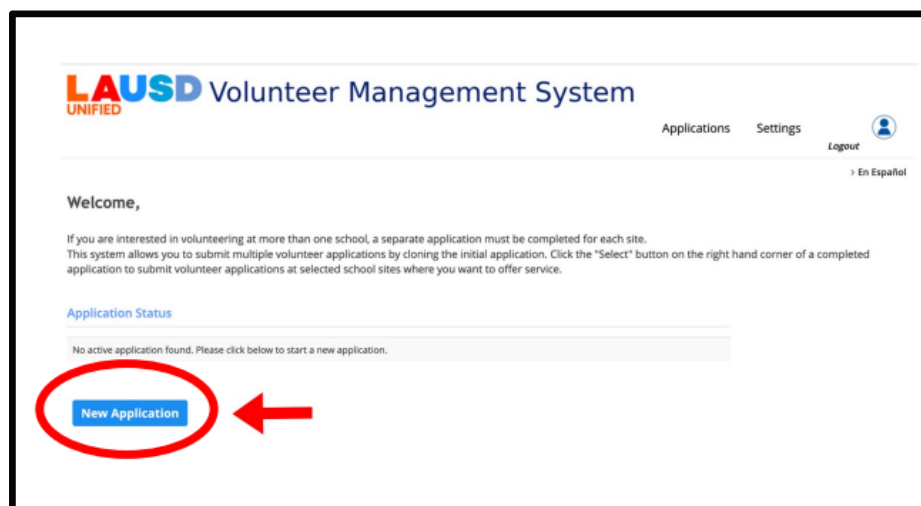 LAUSD Volunteer Management System
UNIFIED
Applications Settings
Logout
› En Español
Welcome,
If you are interested in volunteering at more than one school, a separate application must be completed for each site.
This system allows you to submit multiple volunteer applications by cloning the initial application. Click the "Select" button on the right hand corner of a completed
application to submit volunteer applications at selected school sites where you want to offer service.
Application Status
No active application found. Please click below to start a new application.
New Application